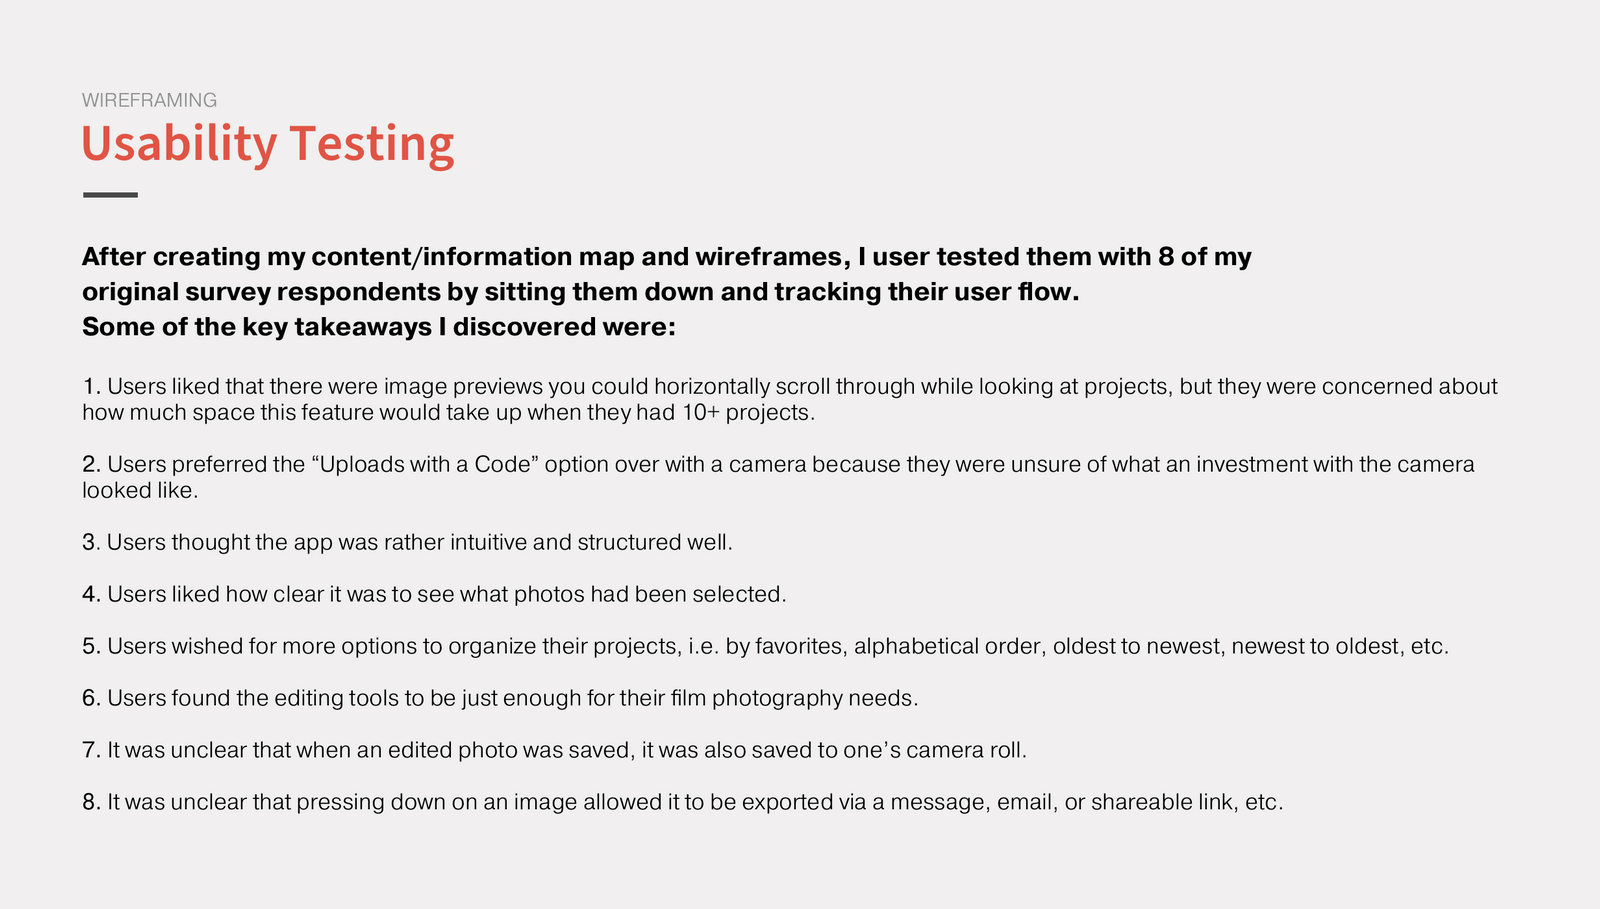 WIREFRAMING
Usability Testing
After creating my content/information map and wireframes, I user tested them with 8 of my
original survey respondents by sitting them down and tracking their user flow.
Some of the key takeaways I discovered were:
1. Users liked that there were image previews you could horizontally scroll through while looking at projects, but they were concerned about
how much space this feature would take up when they had 10+ projects.
2. Users preferred the “Uploads with a Code” option over with a camera because they were unsure of what an investment with the camera
looked like.
3. Users thought the app was rather intuitive and structured well.
4. Users liked how clear it was to see what photos had been selected.
5. Users wished for more options to organize their projects, i.e. by favorites, alphabetical order, oldest to newest, newest to oldest, etc.
6. Users found the editing tools to be just enough for their film photography needs.
7. It was unclear that when an edited photo was saved, it was also saved to one’s camera roll.
8. It was unclear that pressing down on an image allowed it to be exported via a message, email, or shareable link, etc.